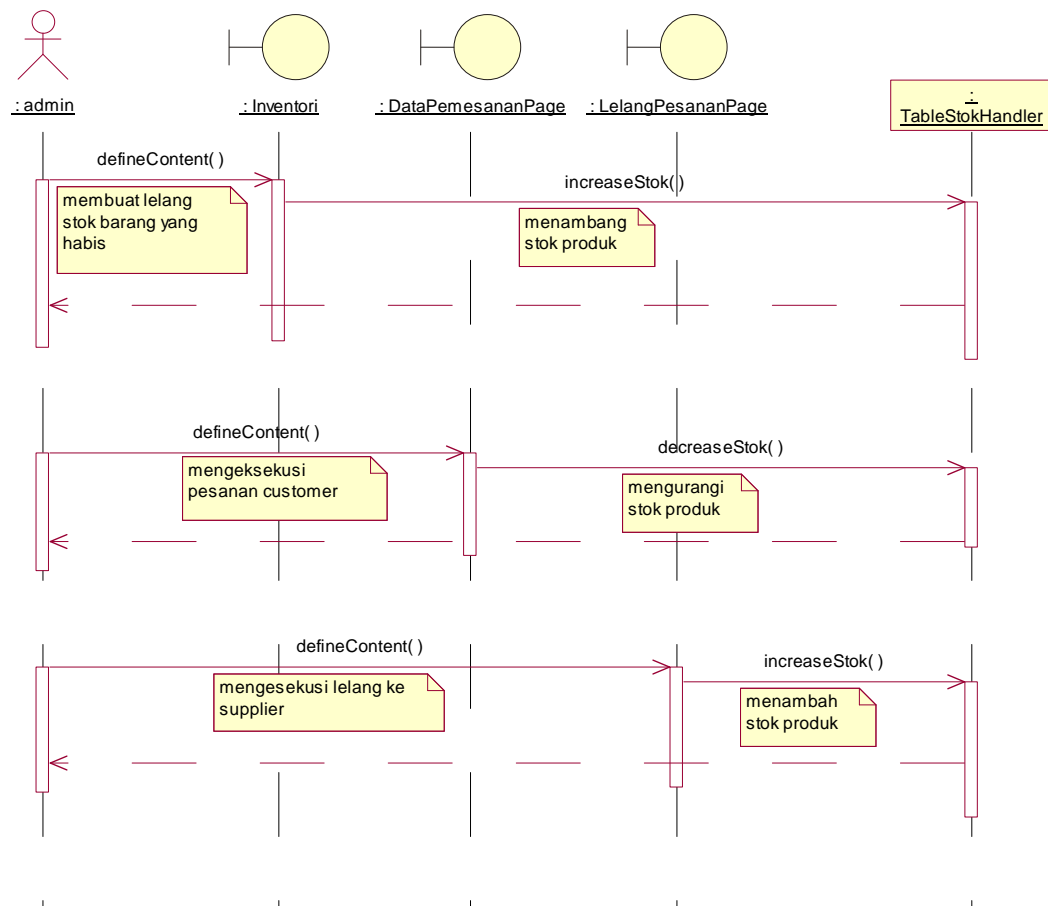 : admin
: Inventori
: DataPemesananPage
: LelangPesananPage
:
TableStokHandler
defineContent( )
membuat lelang
stok barang yang
habis
increaseStok( )
menambang
stok produk
defineContent( )
mengeksekusi
pesanan customer
decreaseStok( )
mengurangi
stok produk
defineContent( )
mengesekusi lelang ke
supplier
increaseStok( )
menambah
stok produk